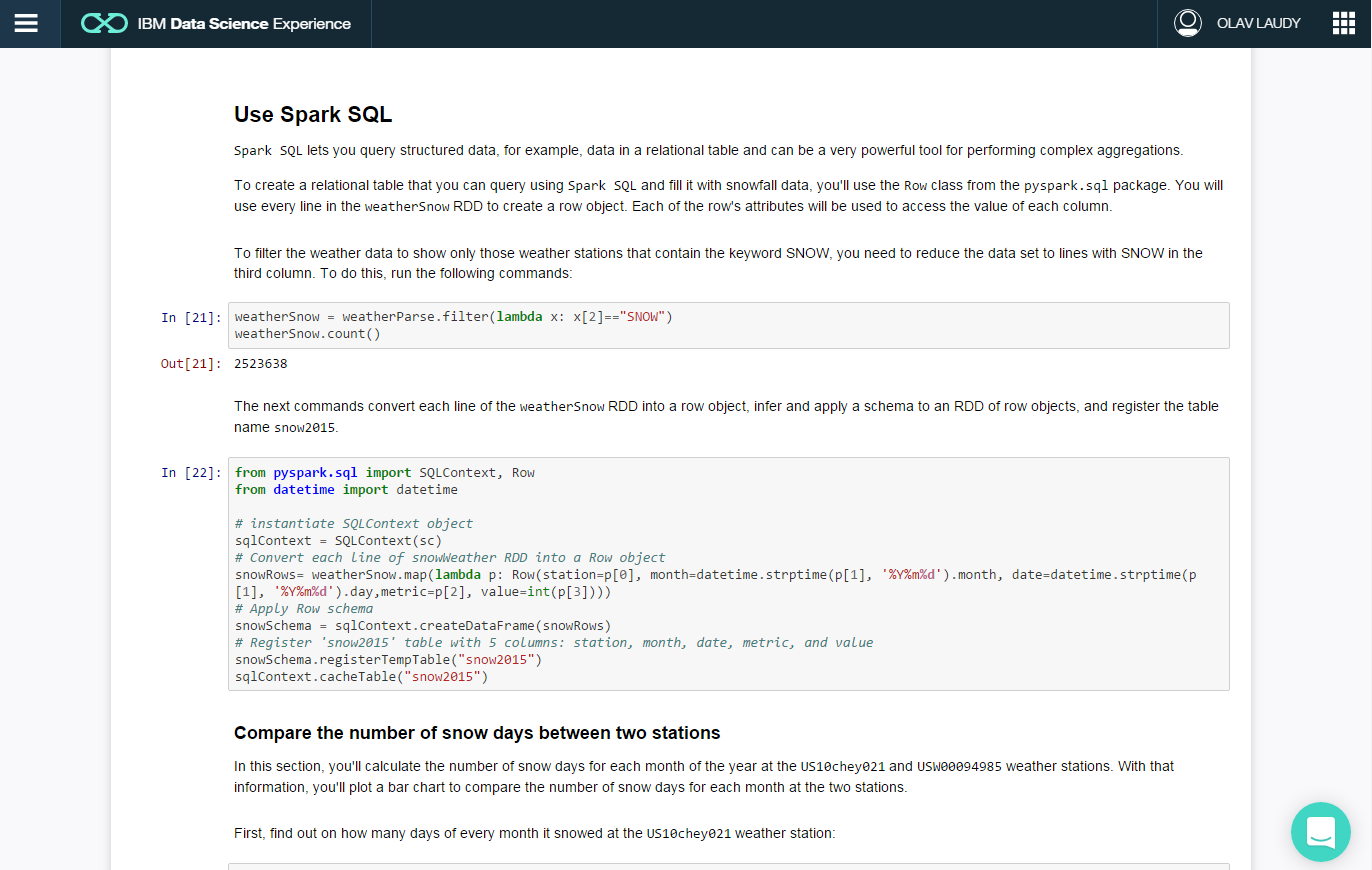 IBM Data Science Experience
OLAV LAUDY
Use Spark SQL
Spark SQL lets you query structured data, for example, data in a relational table and can be a very powerful tool for performing complex aggregations.
To create a relational table that you can query using Spark SQL and fill it with snowfall data, you'll use the Row class from the pyspark.sql package. You will
use every line in the weatherSnow RDD to create a row object. Each of the row's attributes will be used to access the value of each column.
To filter the weather data to show only those weather stations that contain the keyword SNOW, you need to reduce the data set to lines with SNOW in the
third column. To do this, run the following commands:
In [21]: weatherSnow = weatherParse.filter(lambda x: x[2]=="SNOW")
weatherSnow.count()
Out[21]: 2523638
The next commands convert each line of the weatherSnow RDD into a row object, infer and apply a schema to an RDD of row objects, and register the table
name snow2015.
In [22]: from pyspark.sql import SQLContext, Row
from datetime import datetime
# instantiate SQLContext object
sqlContext = SQLContext(sc)
# Convert each line of snowWeather RDD into a Row object
snowRows= weatherSnow.map(lambda p: Row(station=p[0], month=datetime.strptime(p[1], '%Y%m%d').month, date=datetime.strptime(p
[1], '%Y%m%d').day,metric=p[2], value=int(p[3])))
# Apply Row schema
snowSchema = sqlContext.createDataFrame(snowRows)
# Register 'snow2015' table with 5 columns: station, month, date, metric, and value
snowSchema.registerTempTable("snow2015")
sqlContext.cacheTable("snow2015")
Compare the number of snow days between two stations
In this section, you'll calculate the number of snow days for each month of the year at the US10chey021 and USW00094985 weather stations. With that
information, you'll plot a bar chart to compare the number of snow days for each month at the two stations.
First, find out on how many days of every month it snowed at the US10chey021 weather station: